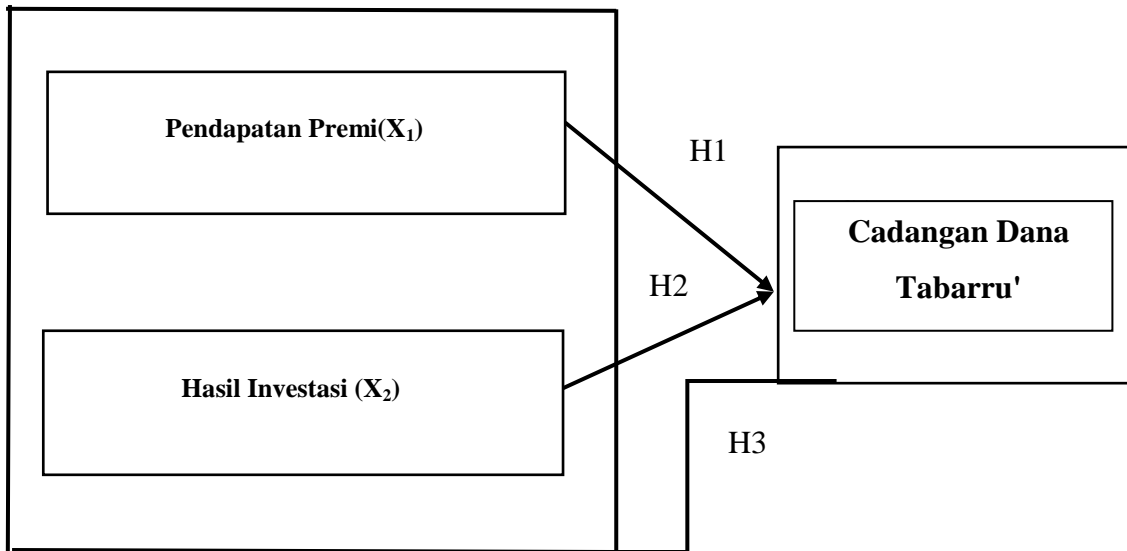 Pendapatan Premi(X₁)
H1
Cadangan Dana
Tabarru'
H2
Hasil Investasi (X₂)
H3